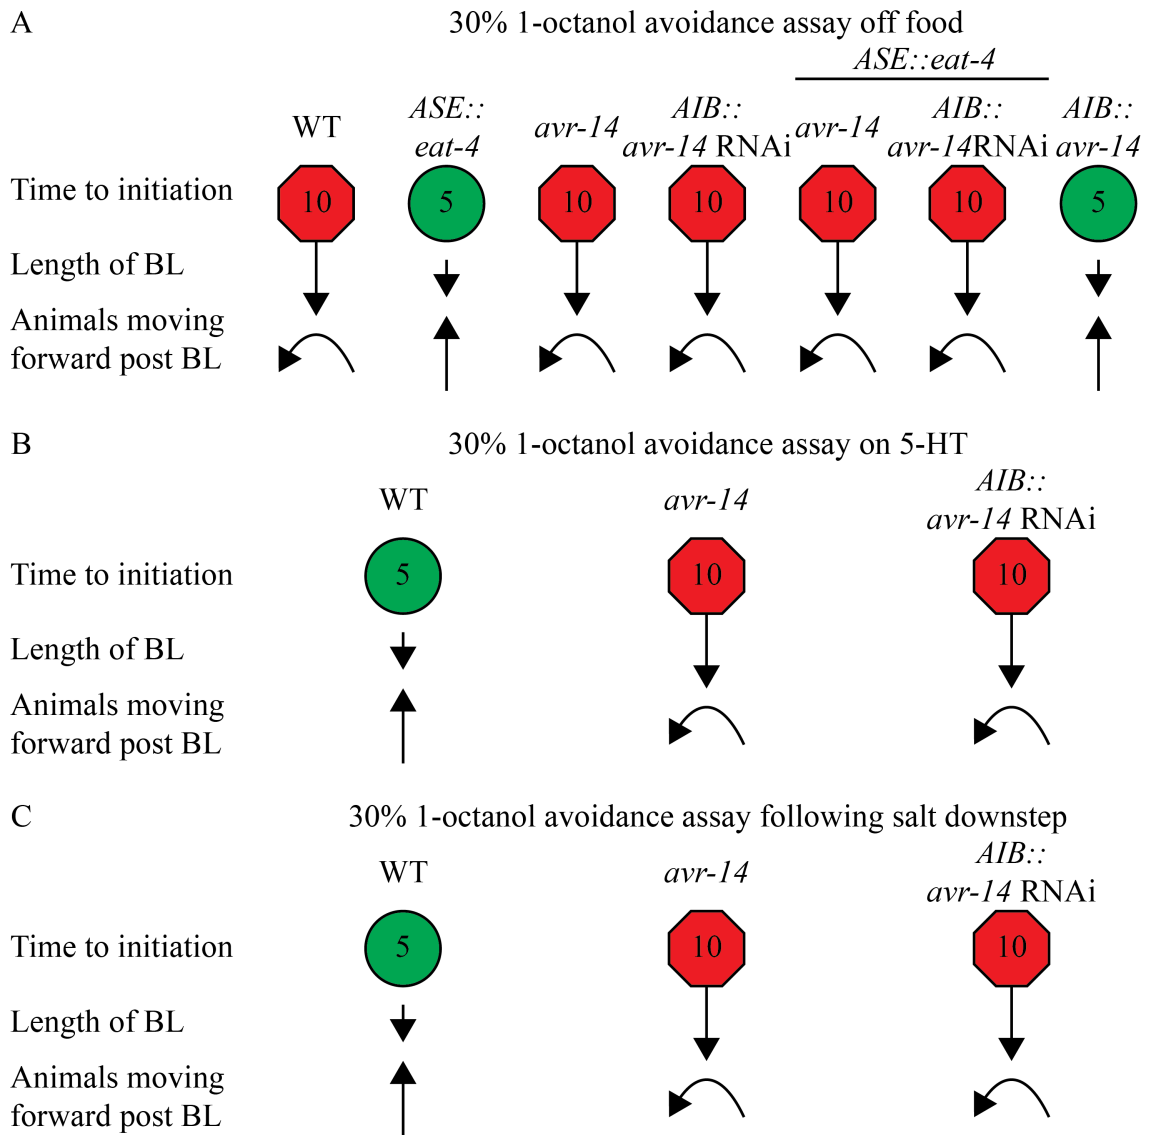 A
30% 1-octanol avoidance assay off food
ASE::eat-4
WT
ASE::
eat-4
avr-14
AIB::
avr-14 RNAi
avr-14
AIB::
avr-14RNAi
AIB::
avr-14
Time to initiation
10 5 10 10 10 10 5
Length of BL
Animals moving
forward post BL
B
30% 1-octanol avoidance assay on 5-HT
WT
avr-14
AIB::
avr-14 RNAi
Time to initiation
5 10 10
Length of BL
Animals moving
forward post BL
C
30% 1-octanol avoidance assay following salt downstep
WT
avr-14
AIB::
avr-14 RNAi
Time to initiation
5 10 10
Length of BL
Animals moving
forward post BL